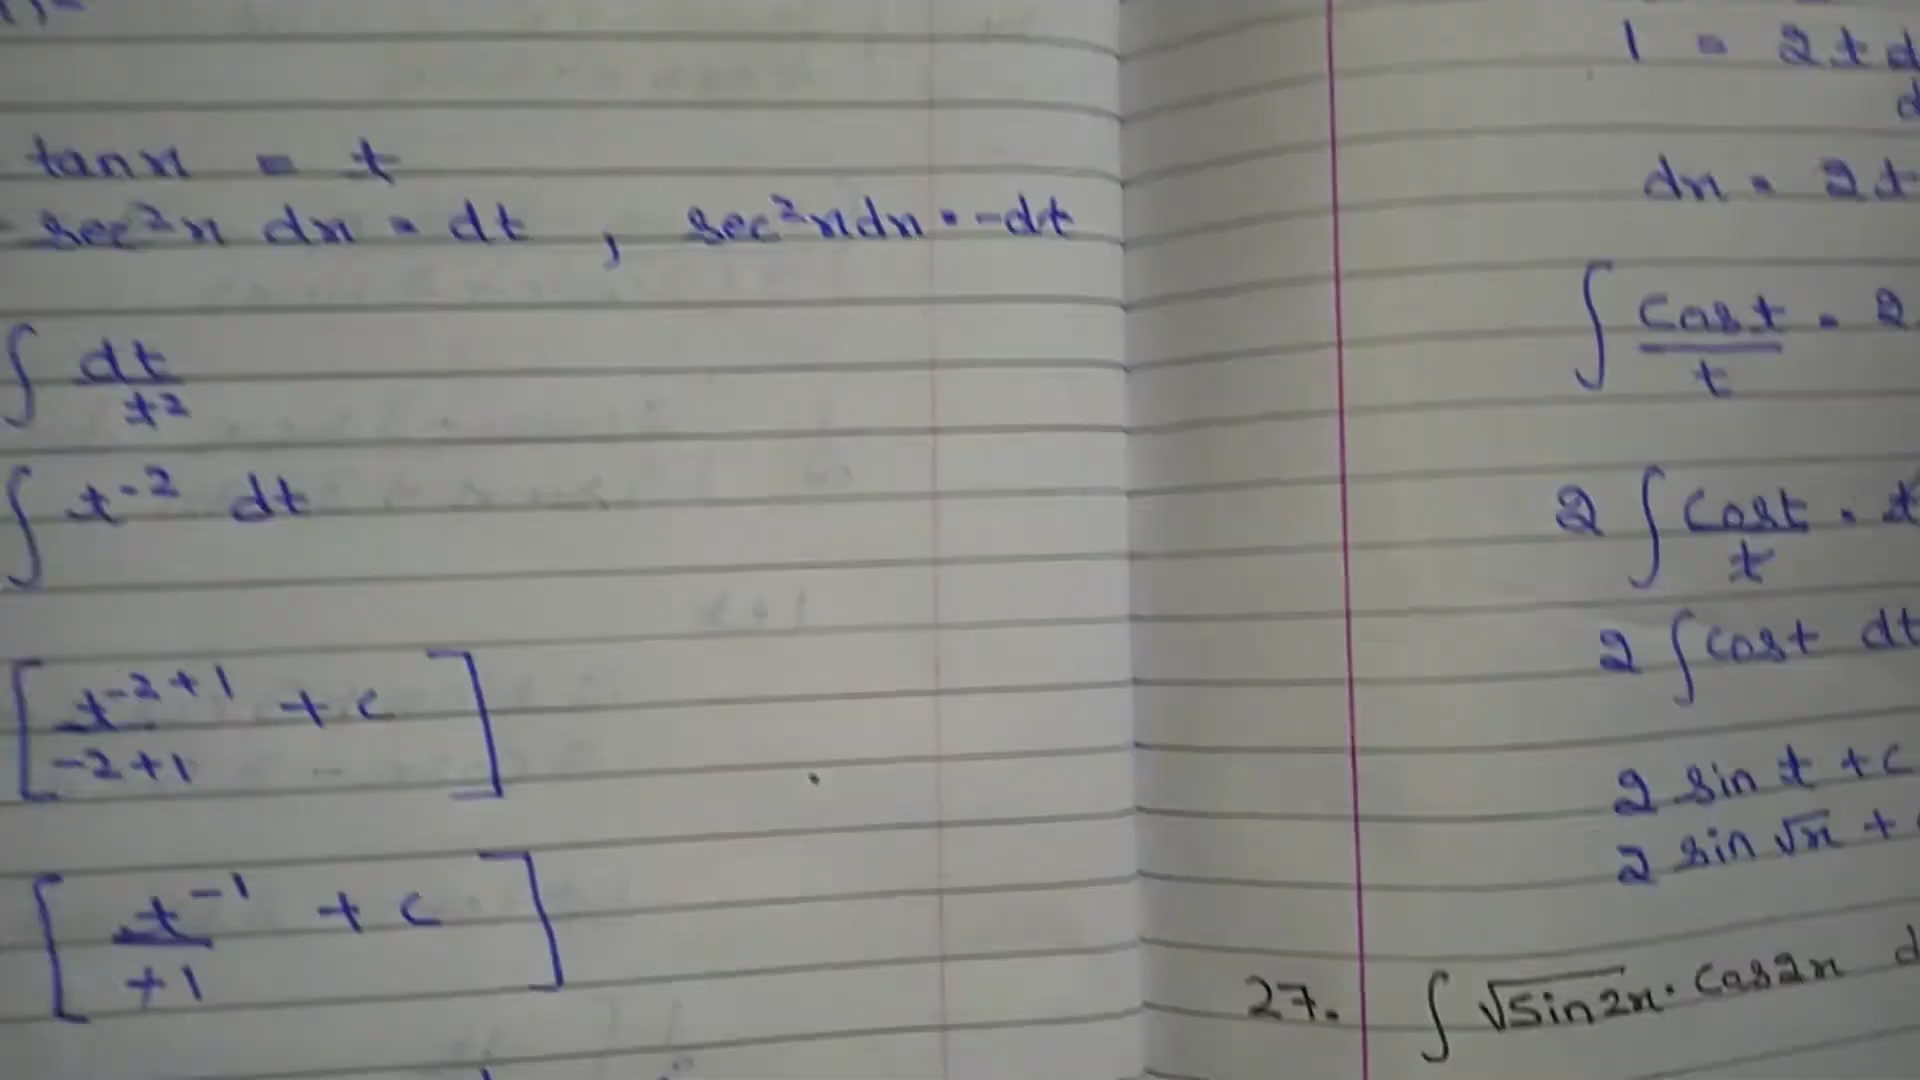 tanx = t
- sec²x dx = dt , sec²x dx = -dt
∫ dt/t²
∫ t⁻² dt
[ t⁻²⁺¹/-2+1 + c ]
[ t⁻¹/+1 + c ]
1 = 2t d
dx = 2t
∫ cost/t · 2
2 ∫ cost/t · t
2 ∫ cost dt
2 sin t + c
2 sin √x +
27. ∫ √sin2x · cos2x d